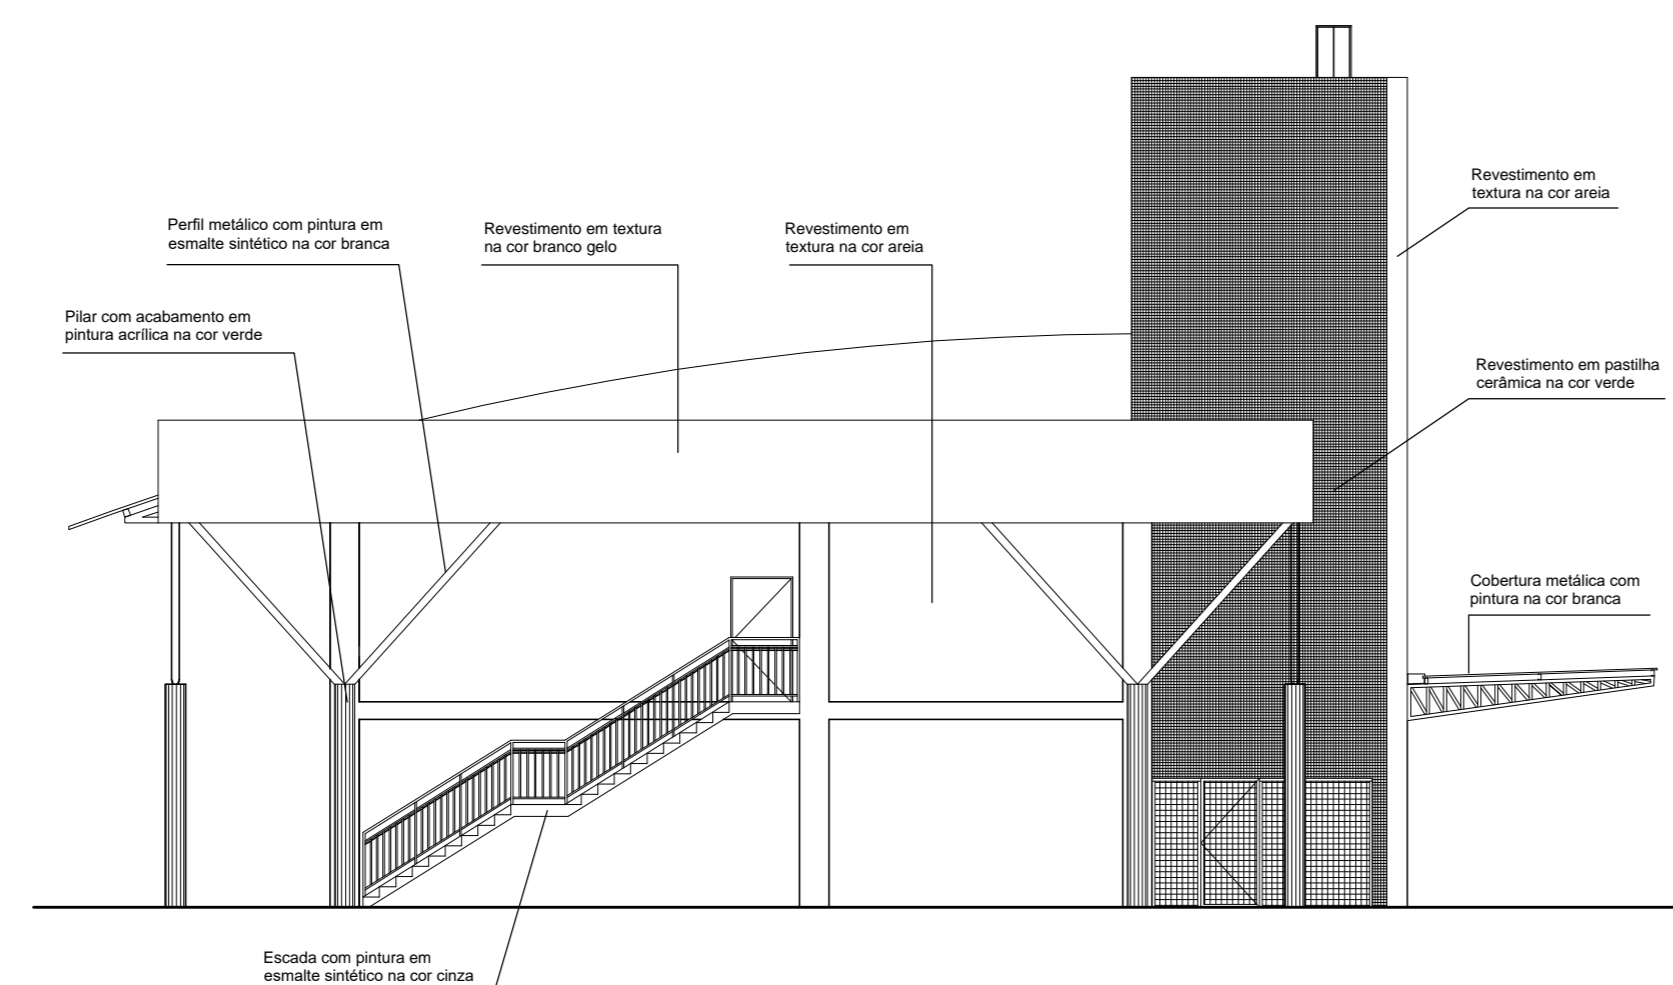 Revestimento em
textura na cor areia
Perfil metálico com pintura em
esmalte sintético na cor branca
Revestimento em textura
na cor branco gelo
Revestimento em
textura na cor areia
Pilar com acabamento em
pintura acrílica na cor verde
Revestimento em pastilha
cerâmica na cor verde
Cobertura metálica com
pintura na cor branca
Escada com pintura em
esmalte sintético na cor cinza